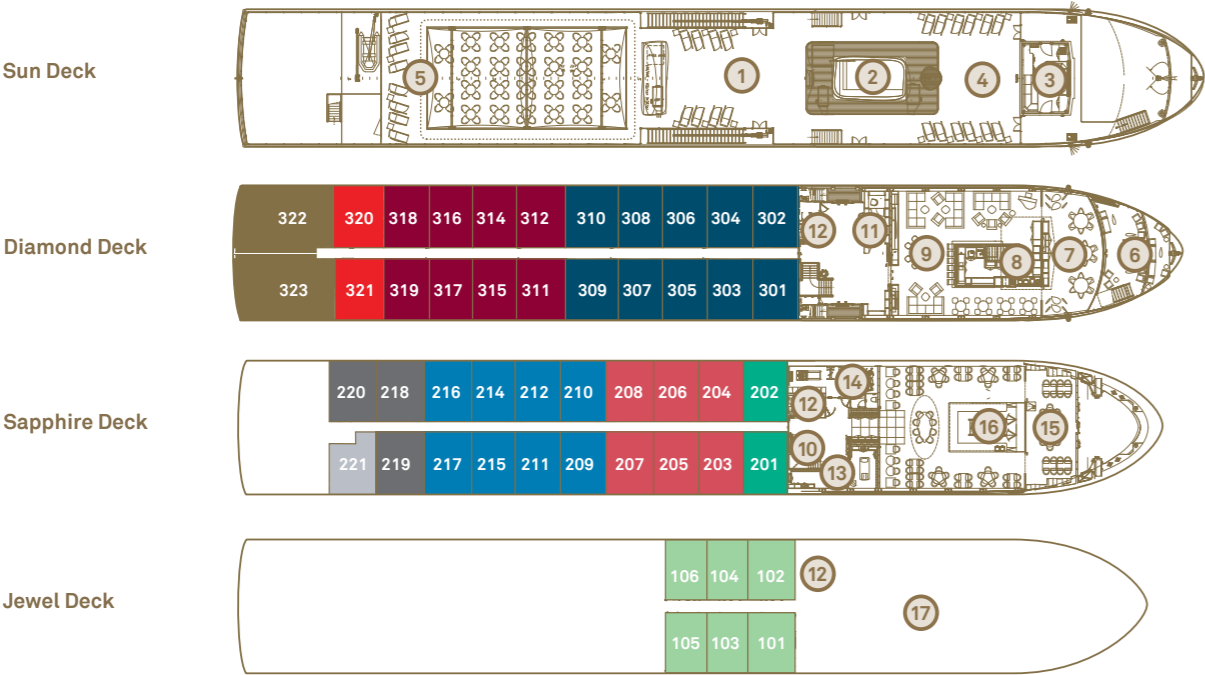 Sun Deck
5 1 2 4 3
Diamond Deck
322 320 318 316 314 312 310 308 306 304 302
12 11 9 8 7 6
323 321 319 317 315 311 309 307 305 303 301
Sapphire Deck
220 218 216 214 212 210 208 206 204 202
12 14 16 15
221 219 217 215 211 209 207 205 203 201
10 13
Jewel Deck
106 104 102 12
17
105 103 101